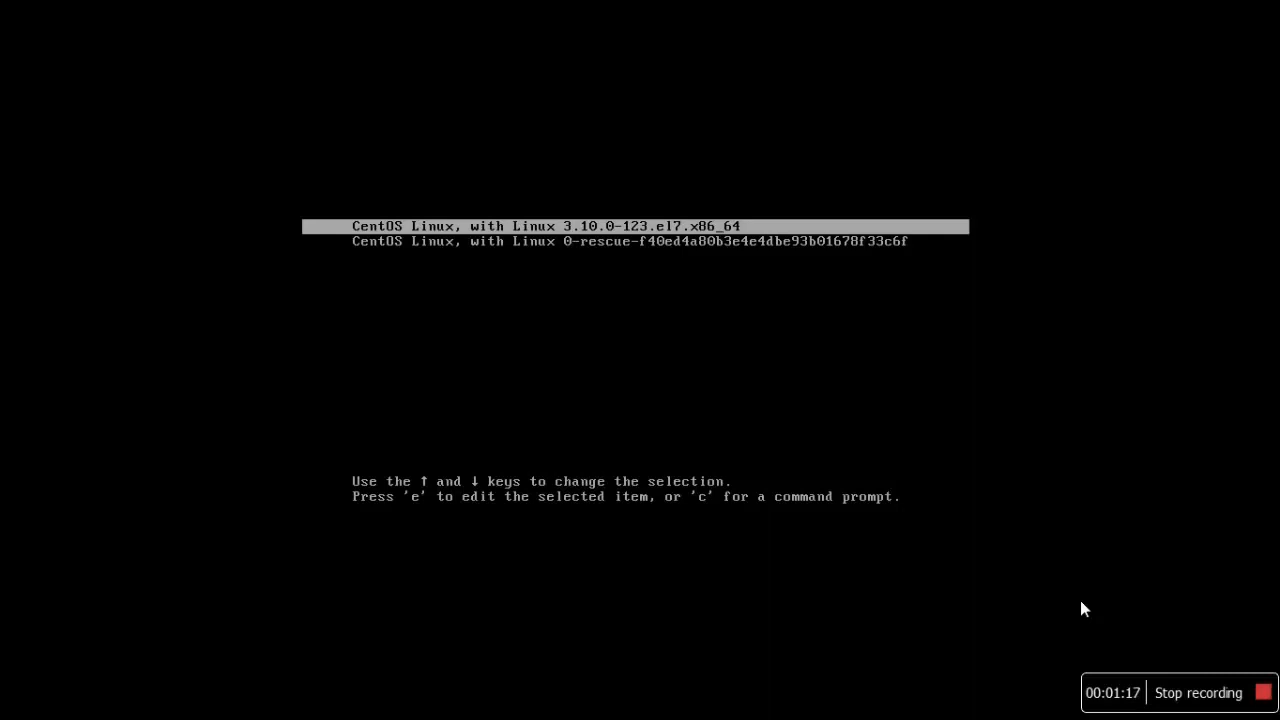 CentOS Linux, with Linux 3.10.0-123.el7.x86_64
CentOS Linux, with Linux 0-rescue-f40ed4a80b3e4e4dbe93b01678f33c6f
Use the ↑ and ↓ keys to change the selection.
Press 'e' to edit the selected item, or 'c' for a command prompt.
00:01:17 Stop recording